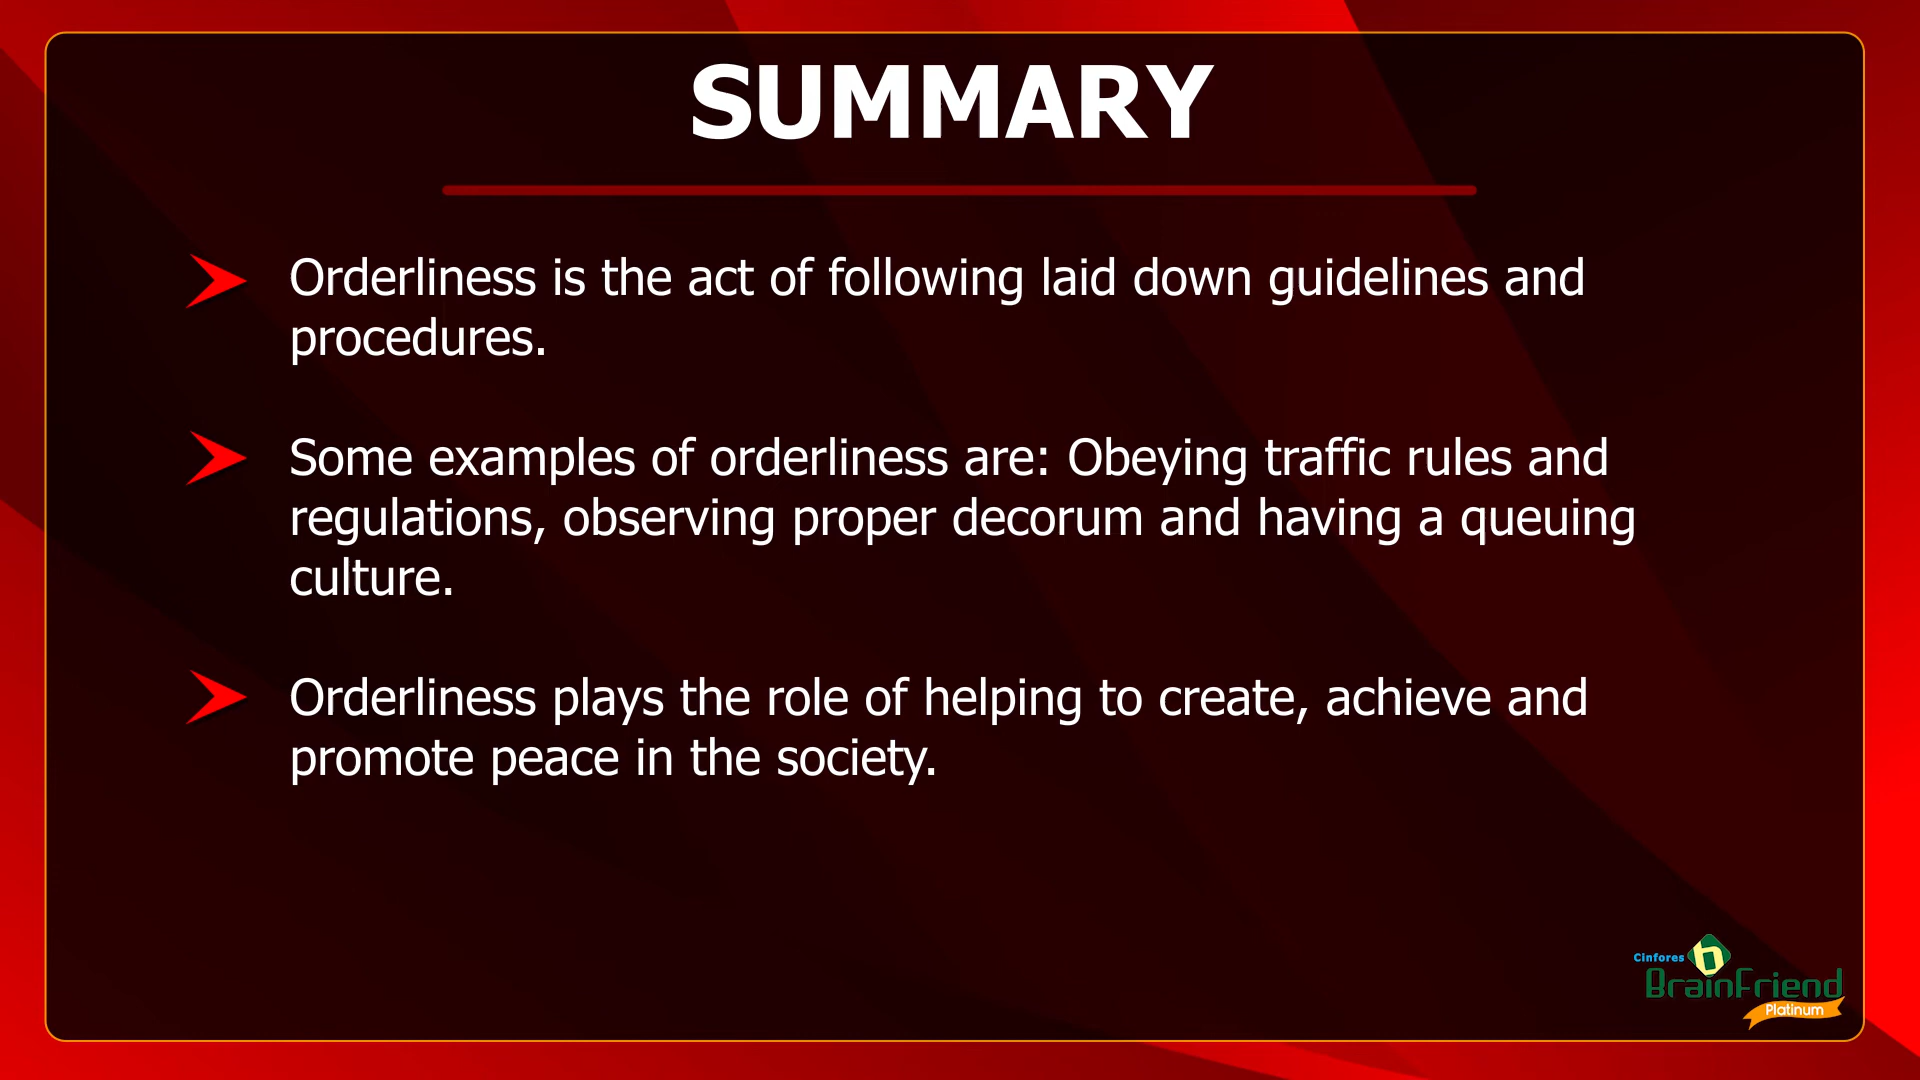 SUMMARY
Orderliness is the act of following laid down guidelines and
procedures.
Some examples of orderliness are: Obeying traffic rules and
regulations, observing proper decorum and having a queuing
culture.
Orderliness plays the role of helping to create, achieve and
promote peace in the society.
Cinfores
BrainFriend
Platinum